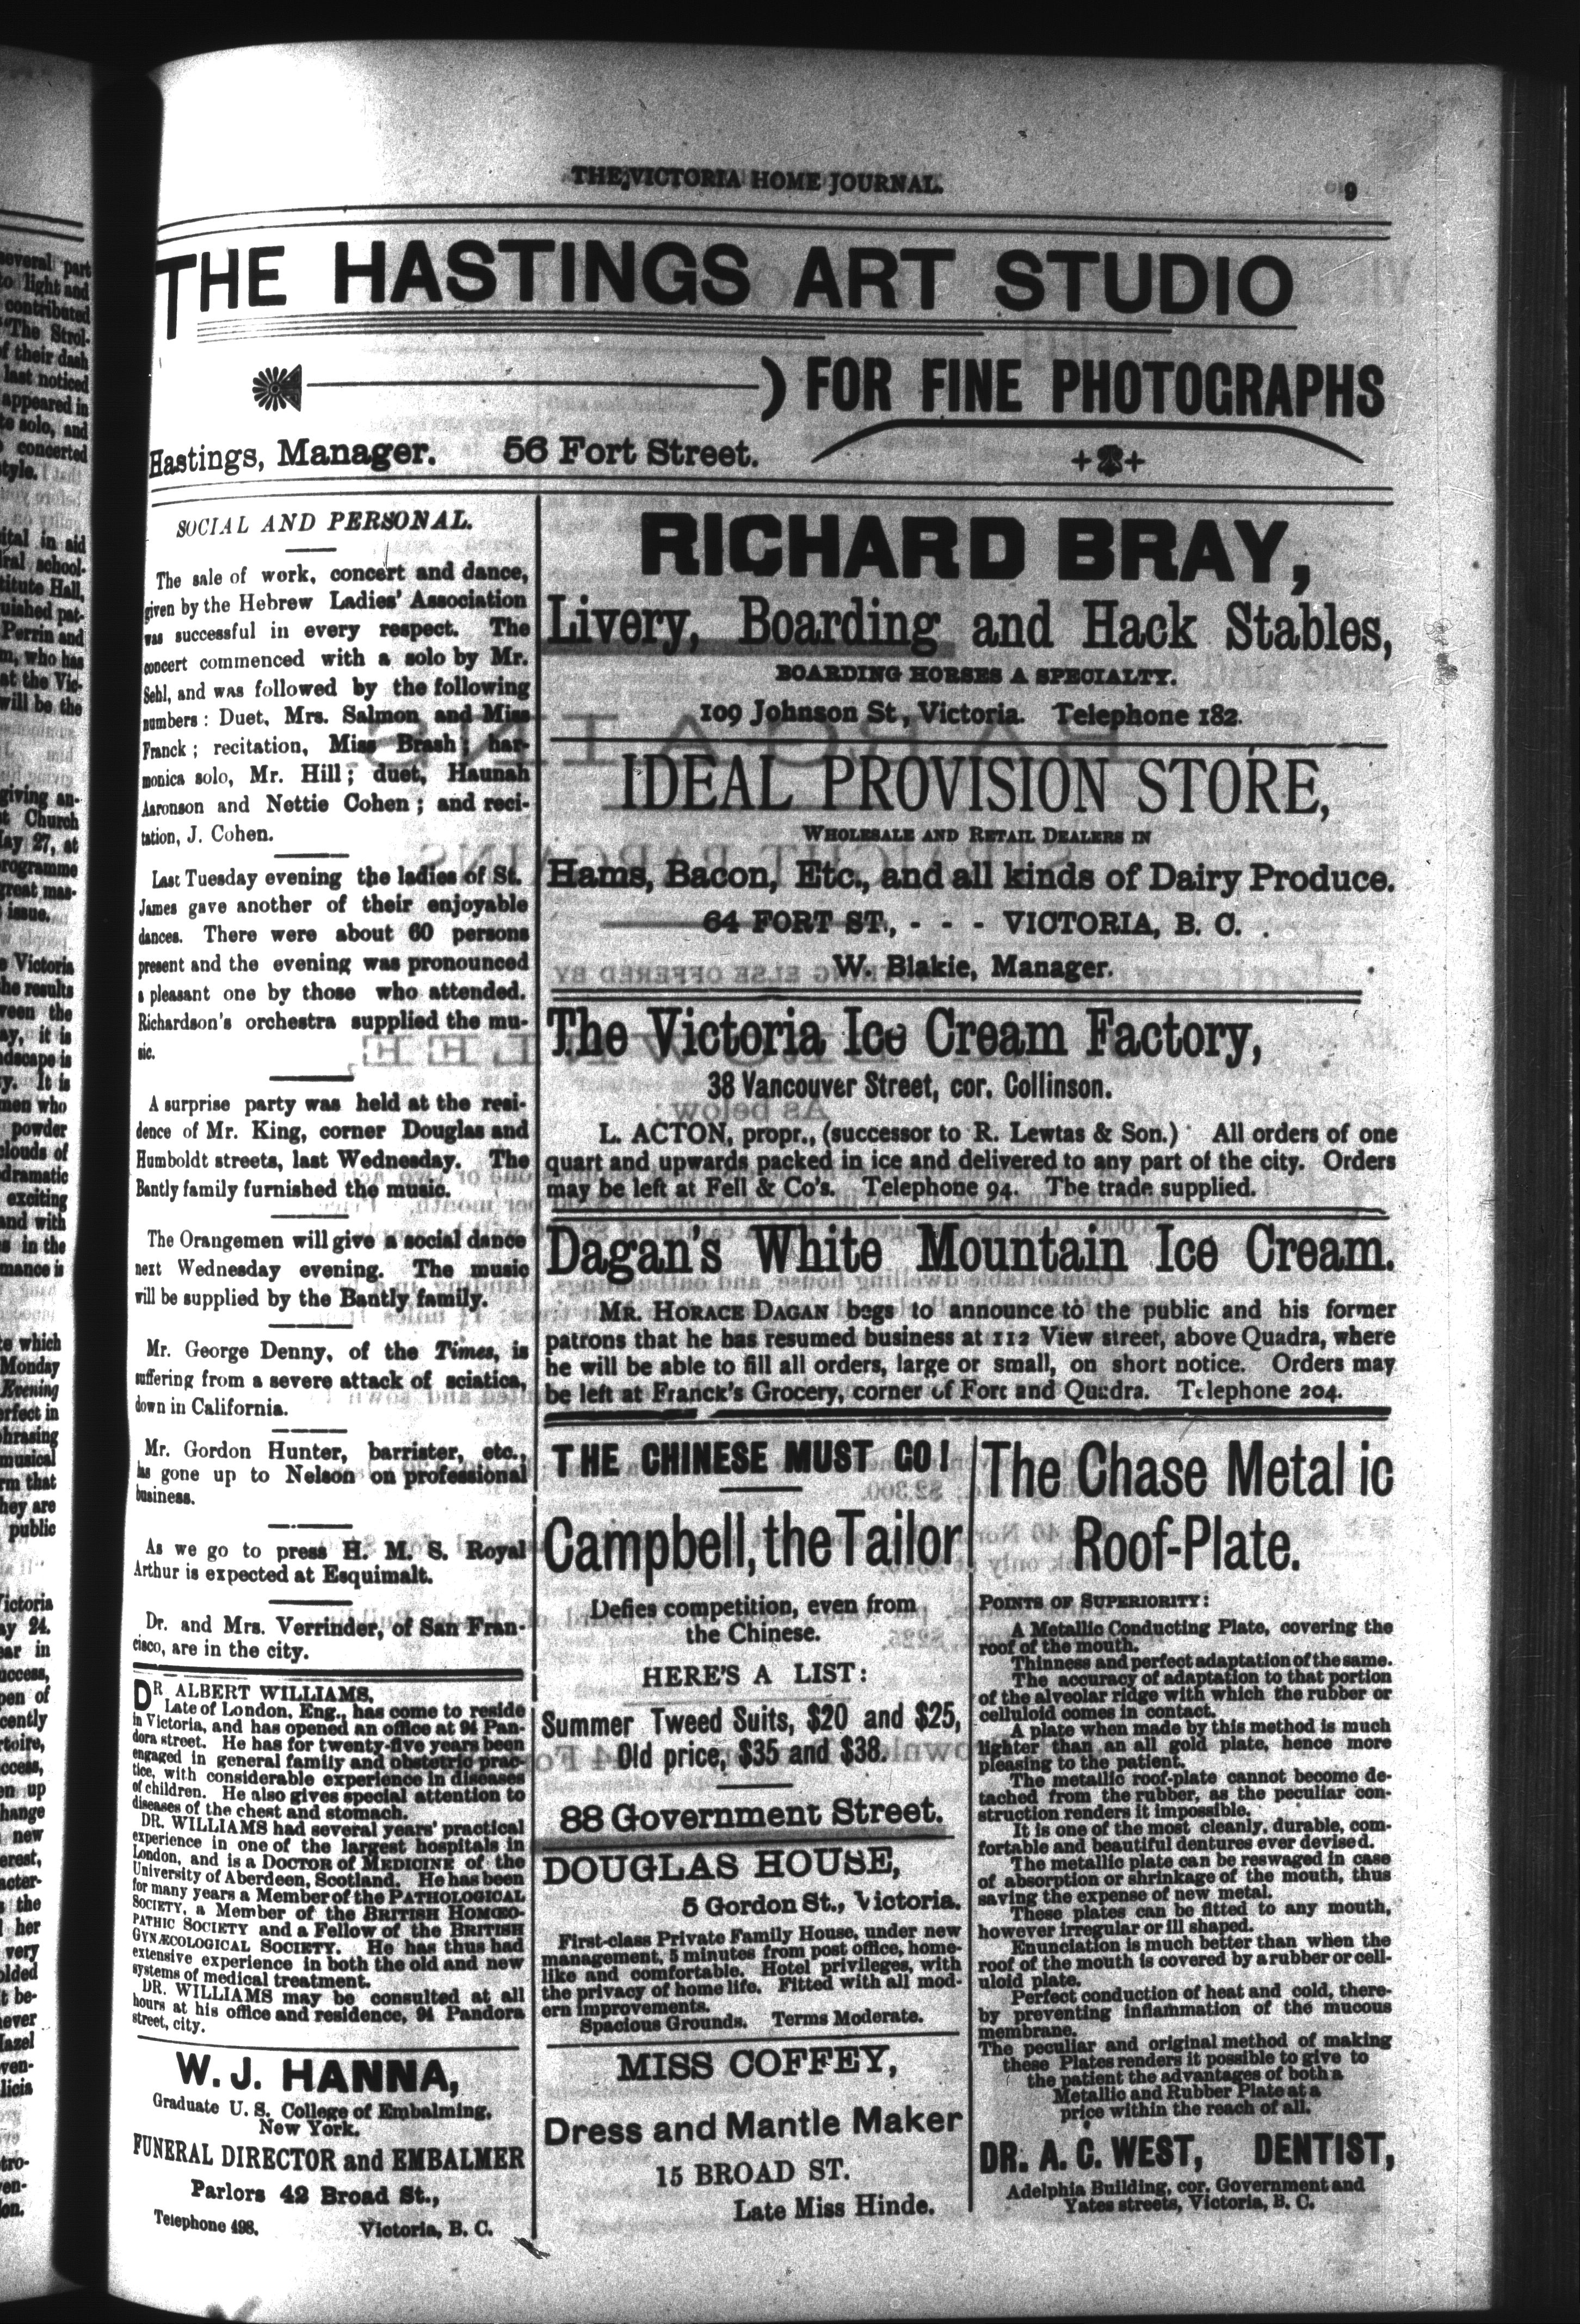 THE VICTORIA HOME JOURNAL.
9
THE HASTINGS ART STUDIO
) FOR FINE PHOTOGRAPHS
Hastings, Manager. 56 Fort Street.
SOCIAL AND PERSONAL.
The sale of work, concert and dance,
given by the Hebrew Ladies' Association
was successful in every respect. The
concert commenced with a solo by Mr.
Sehl, and was followed by the following
numbers: Duet, Mrs. Salmon and Miss
Franck; recitation, Miss Brash; har-
monica solo, Mr. Hill; duet, Haunah
Aaronson and Nettie Cohen; and reci-
tation, J. Cohen.
Last Tuesday evening the ladies of St.
James gave another of their enjoyable
dances. There were about 60 persons
present and the evening was pronounced
a pleasant one by those who attended.
Richardson's orchestra supplied the mu-
sic.
A surprise party was held at the resi-
dence of Mr. King, corner Douglas and
Humboldt streets, last Wednesday. The
Bantly family furnished the music.
The Orangemen will give a social dance
next Wednesday evening. The music
will be supplied by the Bantly family.
Mr. George Denny, of the Times, is
suffering from a severe attack of sciatica,
down in California.
Mr. Gordon Hunter, barrister, etc.,
has gone up to Nelson on professional
business.
As we go to press H. M. S. Royal
Arthur is expected at Esquimalt.
Dr. and Mrs. Verrinder, of San Fran-
cisco, are in the city.
DR ALBERT WILLIAMS,
Late of London, Eng., has come to reside
in Victoria, and has opened an office at 94 Pan-
dora street. He has for twenty-five years been
engaged in general family and obstetric prac-
tice, with considerable experience in diseases
of children. He also gives special attention to
diseases of the chest and stomach.
DR. WILLIAMS had several years' practical
experience in one of the largest hospitals in
London, and is a DOCTOR of MEDICINE of the
University of Aberdeen, Scotland. He has been
for many years a Member of the PATHOLOGICAL
SOCIETY, a Member of the BRITISH HOMŒO-
PATHIC SOCIETY and a Fellow of the BRITISH
GYNÆCOLOGICAL SOCIETY. He has thus had
extensive experience in both the old and new
systems of medical treatment.
DR. WILLIAMS may be consulted at all
hours at his office and residence, 94 Pandora
street, city.
W. J. HANNA,
Graduate U. S. College of Embalming,
New York.
FUNERAL DIRECTOR and EMBALMER
Parlors 42 Broad St.,
Telephone 498. Victoria, B. C.
RICHARD BRAY,
Livery, Boarding and Hack Stables,
BOARDING HORSES A SPECIALTY.
109 Johnson St, Victoria. Telephone 182.
IDEAL PROVISION STORE,
WHOLESALE AND RETAIL DEALERS IN
Hams, Bacon, Etc., and all kinds of Dairy Produce.
64 FORT ST., - - - VICTORIA, B. C.
W. Blakie, Manager.
The Victoria Ice Cream Factory,
38 Vancouver Street, cor. Collinson.
L. ACTON, propr., (successor to R. Lewtas & Son.) All orders of one
quart and upwards packed in ice and delivered to any part of the city. Orders
may be left at Fell & Co's. Telephone 94. The trade supplied.
Dagan's White Mountain Ice Cream.
MR. HORACE DAGAN begs to announce to the public and his former
patrons that he has resumed business at 112 View street, above Quadra, where
he will be able to fill all orders, large or small, on short notice. Orders may
be left at Franck's Grocery, corner of Fort and Quadra. Telephone 204.
THE CHINESE MUST GO!
Campbell, the Tailor
Defies competition, even from
the Chinese.
HERE'S A LIST:
Summer Tweed Suits, $20 and $25,
Old price, $35 and $38.
88 Government Street.
DOUGLAS HOUSE,
5 Gordon St., Victoria.
First-class Private Family House, under new
management, 5 minutes from post office, home-
like and comfortable. Hotel privileges, with
the privacy of home life. Fitted with all mod-
ern improvements.
Spacious Grounds. Terms Moderate.
MISS COFFEY,
Dress and Mantle Maker
15 BROAD ST.
Late Miss Hinde.
The Chase Metal ic
Roof-Plate.
POINTS OF SUPERIORITY:
A Metallic Conducting Plate, covering the
roof of the mouth.
Thinness and perfect adaptation of the same.
The accuracy of adaptation to that portion
of the alveolar ridge with which the rubber or
celluloid comes in contact.
A plate when made by this method is much
lighter than an all gold plate, hence more
pleasing to the patient.
The metallic roof-plate cannot become de-
tached from the rubber, as the peculiar con-
struction renders it impossible.
It is one of the most cleanly, durable, com-
fortable and beautiful dentures ever devised.
The metallic plate can be reswaged in case
of absorption or shrinkage of the mouth, thus
saving the expense of new metal.
These plates can be fitted to any mouth,
however irregular or ill shaped.
Enunciation is much better than when the
roof of the mouth is covered by a rubber or cell-
uloid plate.
Perfect conduction of heat and cold, there-
by preventing inflammation of the mucous
membrane.
The peculiar and original method of making
these Plates renders it possible to give to
the patient the advantages of both a
Metallic and Rubber Plate at a
price within the reach of all.
DR. A. C. WEST, DENTIST,
Adelphia Building, cor. Government and
Yates streets, Victoria, B. C.